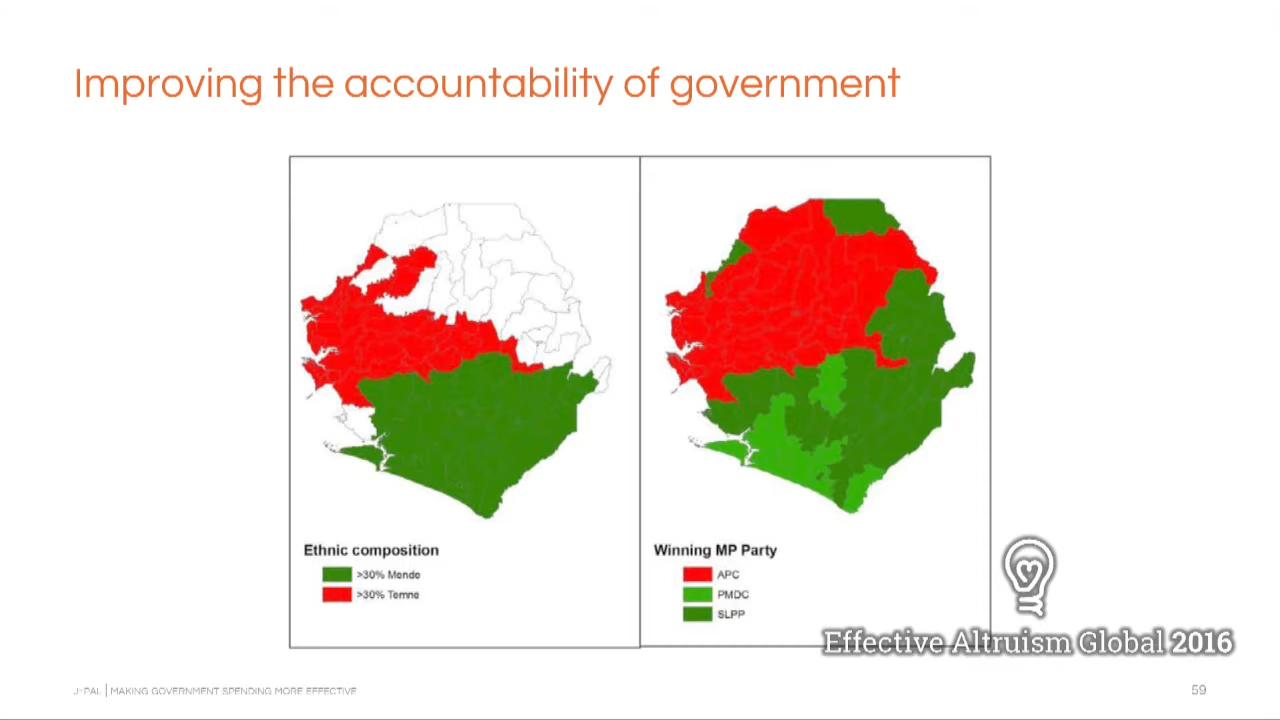 Improving the accountability of government
Ethnic composition
>30% Mende
>30% Temne
Winning MP Party
APC
PMDC
SLPP
Effective Altruism Global 2016
J-PAL | MAKING GOVERNMENT SPENDING MORE EFFECTIVE
59